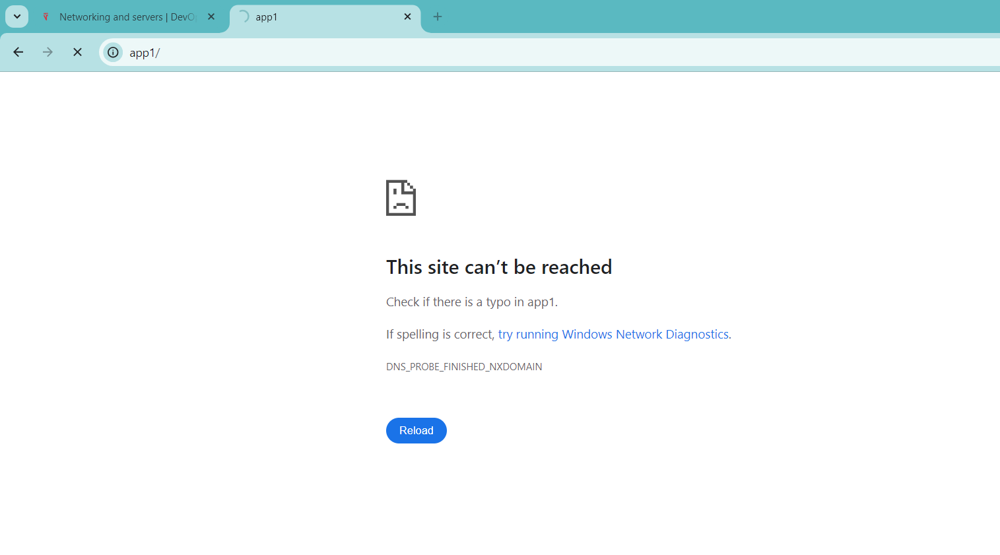 Networking and servers | DevO
app1
app1/
This site can’t be reached
Check if there is a typo in app1.
If spelling is correct, try running Windows Network Diagnostics.
DNS_PROBE_FINISHED_NXDOMAIN
Reload